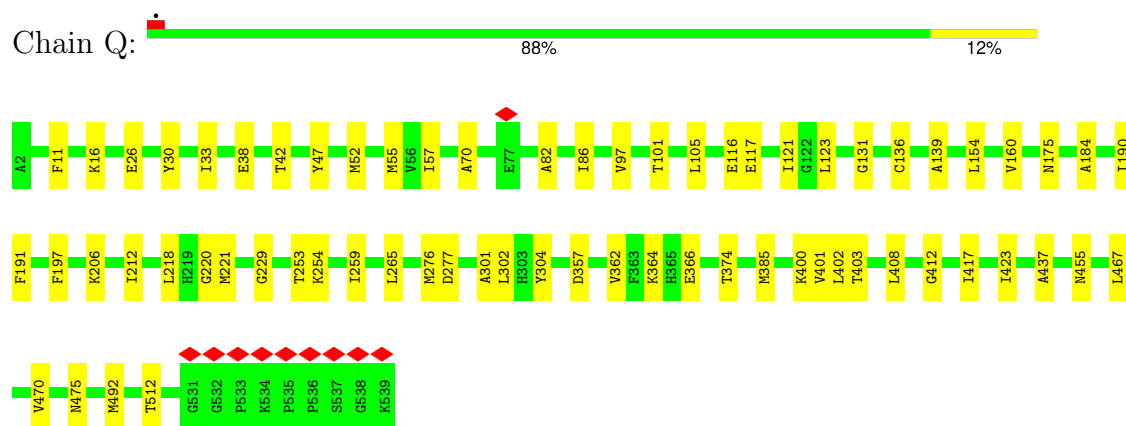 Chain Q:
88% 12%
A2 F11 K16 E26 Y30 I33 E38 T42 Y47 M52 M55 V56 I57 A70 E77 A82 I86 V97 T101 L105 E116 E117 I121 G122 L123 G131 C136 A139 L154 V160 N175 A184 I190
F191 F197 K206 I212 L218 H219 G220 M221 G229 T253 K254 I259 L265 M276 D277 A301 L302 H303 Y304 D357 V362 F363 K364 H365 E366 T374 M385 K400 V401 L402 T403 L408 G412 I417 I423 A437 N455 L467
V470 N475 M492 T512 G531 G532 P533 K534 P535 P536 S537 G538 K539